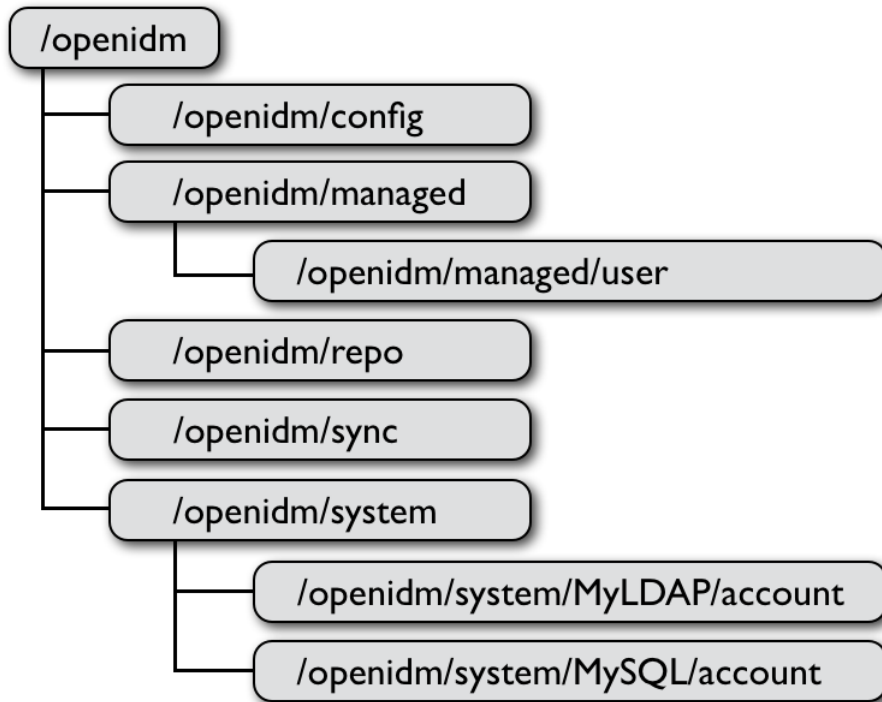 /openidm
/openidm/config
/openidm/managed
/openidm/managed/user
/openidm/repo
/openidm/sync
/openidm/system
/openidm/system/MyLDAP/account
/openidm/system/MySQL/account